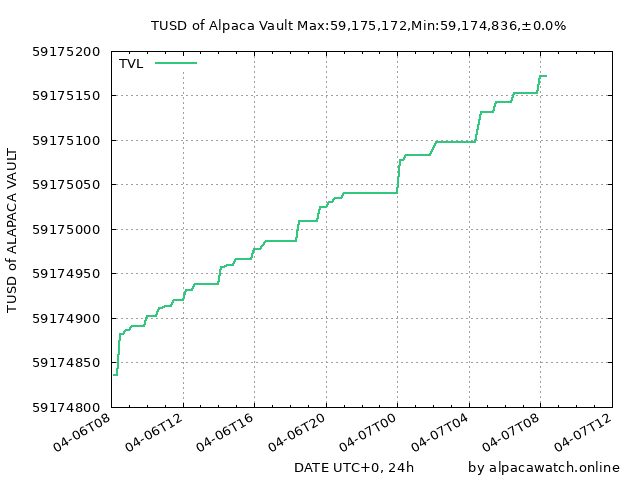 TUSD of Alpaca Vault Max:59,175,172,Min:59,174,836,±0.0%
TVL
59175200
59175150
59175100
59175050
59175000
59174950
59174900
59174850
59174800
TUSD of ALAPACA VAULT
04-06T08
04-06T12
04-06T16
04-06T20
04-07T00
04-07T04
04-07T08
04-07T12
DATE UTC+0, 24h
by alpacawatch.online